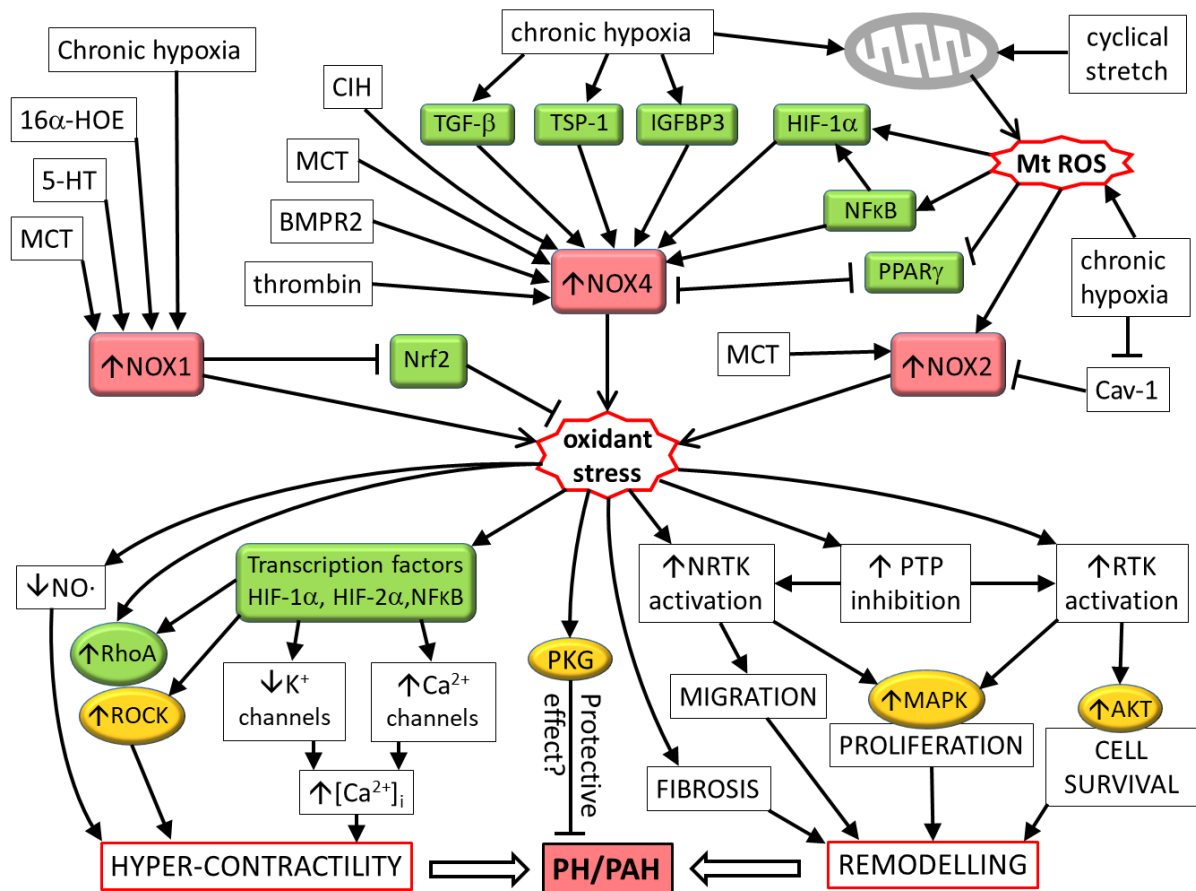 Chronic hypoxia
16α-HOE
5-HT
MCT
↑NOX1
CIH
MCT
BMPR2
thrombin
chronic hypoxia
TGF-β
TSP-1
IGFBP3
HIF-1α
NFκB
PPARγ
↑NOX4
cyclical
stretch
Mt ROS
chronic
hypoxia
MCT
↑NOX2
Cav-1
Nrf2
oxidant
stress
↓NO·
↑RhoA
↑ROCK
Transcription factors
HIF-1α, HIF-2α,NFκB
↓K⁺
channels
↑Ca²⁺
channels
↑[Ca²⁺]ᵢ
PKG
Protective
effect?
↑NRTK
activation
↑ PTP
inhibition
↑RTK
activation
MIGRATION
↑MAPK
PROLIFERATION
↑AKT
CELL
SURVIVAL
FIBROSIS
HYPER-CONTRACTILITY
PH/PAH
REMODELLING